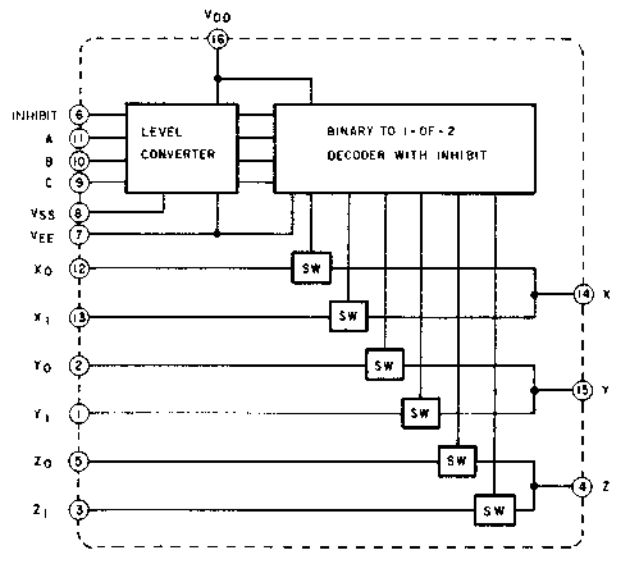 VDD
16
INHIBIT 6
A 11
B 10
C 9
VSS 8
VEE 7
LEVEL
CONVERTER
BINARY TO 1-OF-2
DECODER WITH INHIBIT
X0 12
SW
X1 13
SW
14 X
Y0 2
SW
Y1 1
SW
15 Y
Z0 5
SW
Z1 3
SW
4 Z